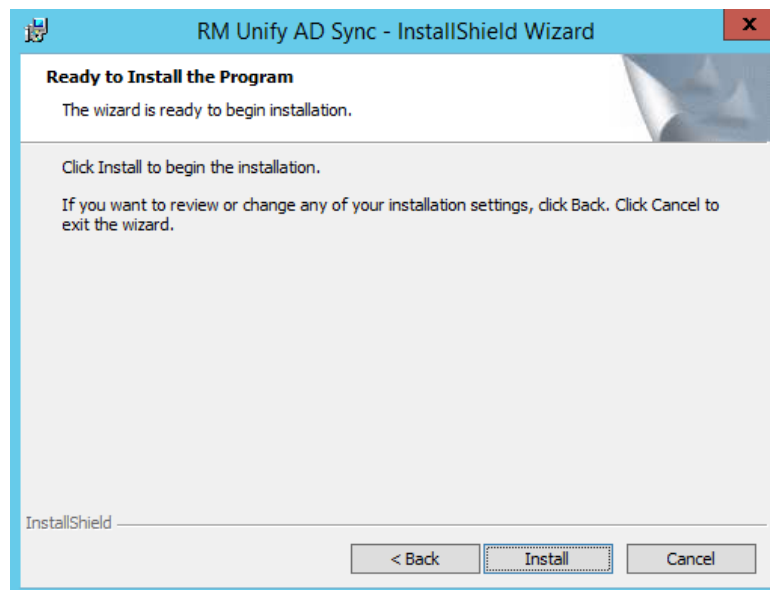 RM Unify AD Sync - InstallShield Wizard
x
Ready to Install the Program
The wizard is ready to begin installation.
Click Install to begin the installation.
If you want to review or change any of your installation settings, click Back. Click Cancel to
exit the wizard.
InstallShield
< Back
Install
Cancel